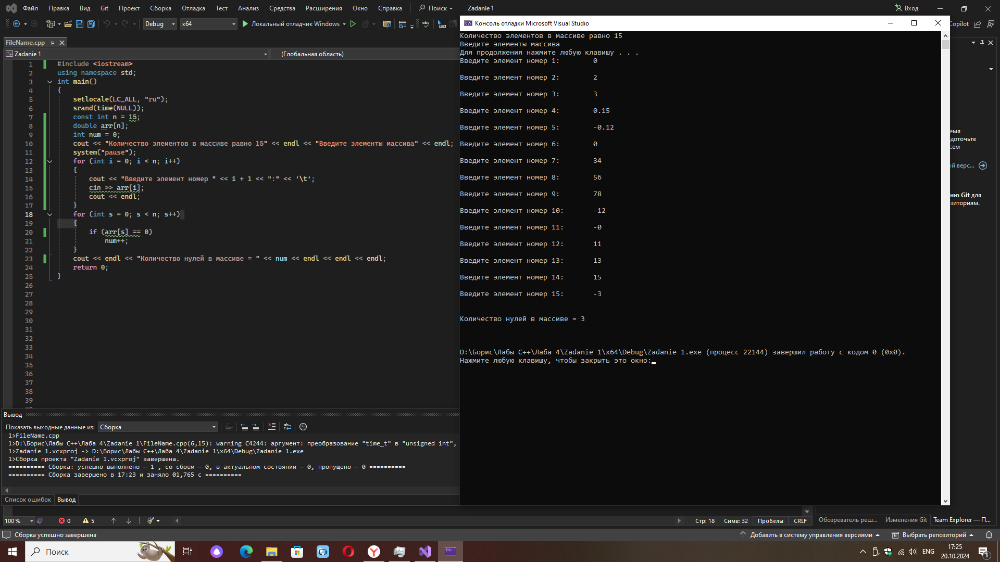 Файл Правка Вид Git Проект Сборка Отладка Тест Анализ Средства Расширения Окно Справка Поиск Zadanie 1 Вход
Debug x64 Локальный отладчик Windows
Copilot
FileName.cpp
Zadanie 1 (Глобальная область)
1 #include <iostream>
2 using namespace std;
3 int main()
4 {
5 setlocale(LC_ALL, "ru");
6 srand(time(NULL));
7 const int n = 15;
8 double arr[n];
9 int num = 0;
10 cout << "Количество элементов в массиве равно 15" << endl << "Введите элементы массива" << endl;
11 system("pause");
12 for (int i = 0; i < n; i++)
13 {
14 cout << "Введите элемент номер " << i + 1 << ":" << '\t';
15 cin >> arr[i];
16 cout << endl;
17 }
18 for (int s = 0; s < n; s++)
19 {
20 if (arr[s] == 0)
21 num++;
22 }
23 cout << endl << "Количество нулей в массиве = " << num << endl << endl << endl;
24 return 0;
25 }
26
27
28
29
30
31
32
33
34
35
36
37
38
39
Консоль отладки Microsoft Visual Studio
Количество элементов в массиве равно 15
Введите элементы массива
Для продолжения нажмите любую клавишу . . .
Введите элемент номер 1: 0
Введите элемент номер 2: 2
Введите элемент номер 3: 3
Введите элемент номер 4: 0.15
Введите элемент номер 5: -0.12
Введите элемент номер 6: 0
Введите элемент номер 7: 34
Введите элемент номер 8: 56
Введите элемент номер 9: 78
Введите элемент номер 10: -12
Введите элемент номер 11: -0
Введите элемент номер 12: 11
Введите элемент номер 13: 13
Введите элемент номер 14: 15
Введите элемент номер 15: -3
Количество нулей в массиве = 3
D:\Борис\Лабы C++\Лаба 4\Zadanie 1\x64\Debug\Zadanie 1.exe (процесс 22144) завершил работу с кодом 0 (0x0).
Нажмите любую клавишу, чтобы закрыть это окно:
емя
доточьте
сем
й верс...
ню Git для
зиториям.
Вывод
Показать выходные данные из: Сборка
1>FileName.cpp
1>D:\Борис\Лабы C++\Лаба 4\Zadanie 1\FileName.cpp(6,15): warning C4244: аргумент: преобразование "time_t" в "unsigned int",
1>Zadanie 1.vcxproj -> D:\Борис\Лабы C++\Лаба 4\Zadanie 1\x64\Debug\Zadanie 1.exe
1>Сборка проекта "Zadanie 1.vcxproj" завершена.
========== Сборка: успешно выполнено — 1 , со сбоем — 0, в актуальном состоянии — 0, пропущено — 0 ==========
========== Сборка завершено в 17:23 и заняло 01,765 с ==========
Список ошибок Вывод
100 % 0 5 Стр: 18 Симв: 32 Пробелы CRLF
Обозреватель реш... Изменения Git Team Explorer — П...
Сборка успешно завершена Добавить в систему управления версиями Выбрать репозиторий
Поиск ENG 17:25
20.10.2024 1